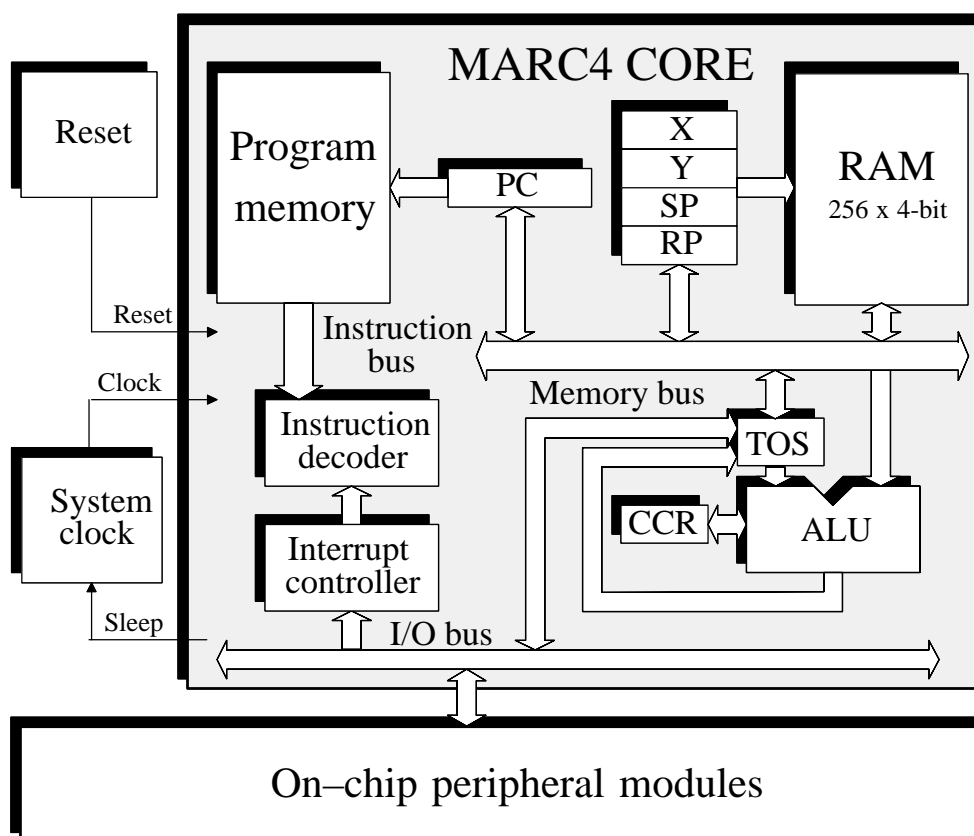 MARC4 CORE
Reset
Program
memory
PC
X
Y
SP
RP
RAM
256 x 4-bit
Reset
Instruction
bus
Clock
Memory bus
Instruction
decoder
TOS
System
clock
CCR
ALU
Interrupt
controller
Sleep
I/O bus
On–chip peripheral modules